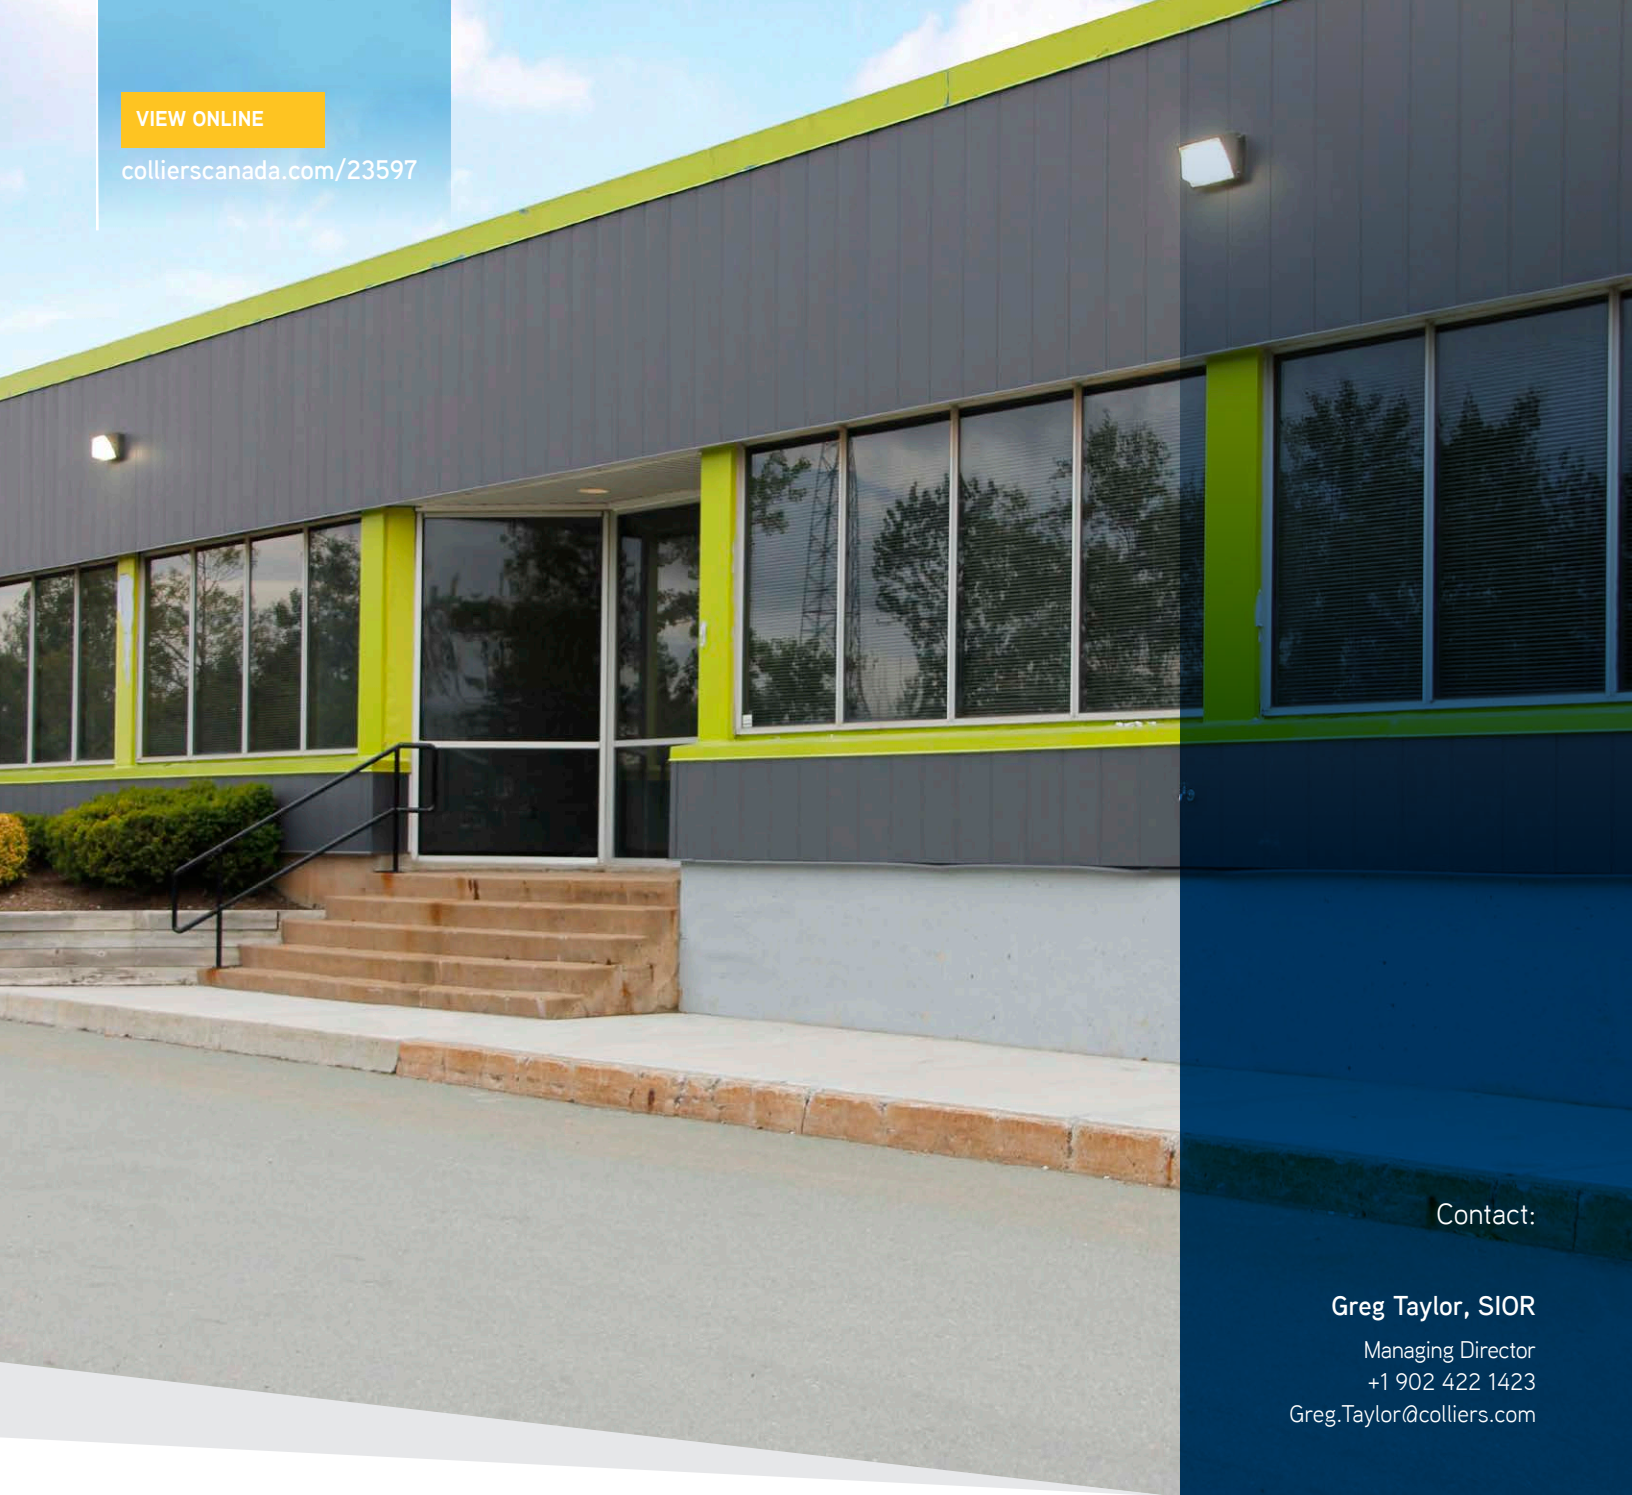 VIEW ONLINE
collierscanada.com/23597
Contact:
Greg Taylor, SIOR
Managing Director
+1 902 422 1423
Greg.Taylor@colliers.com